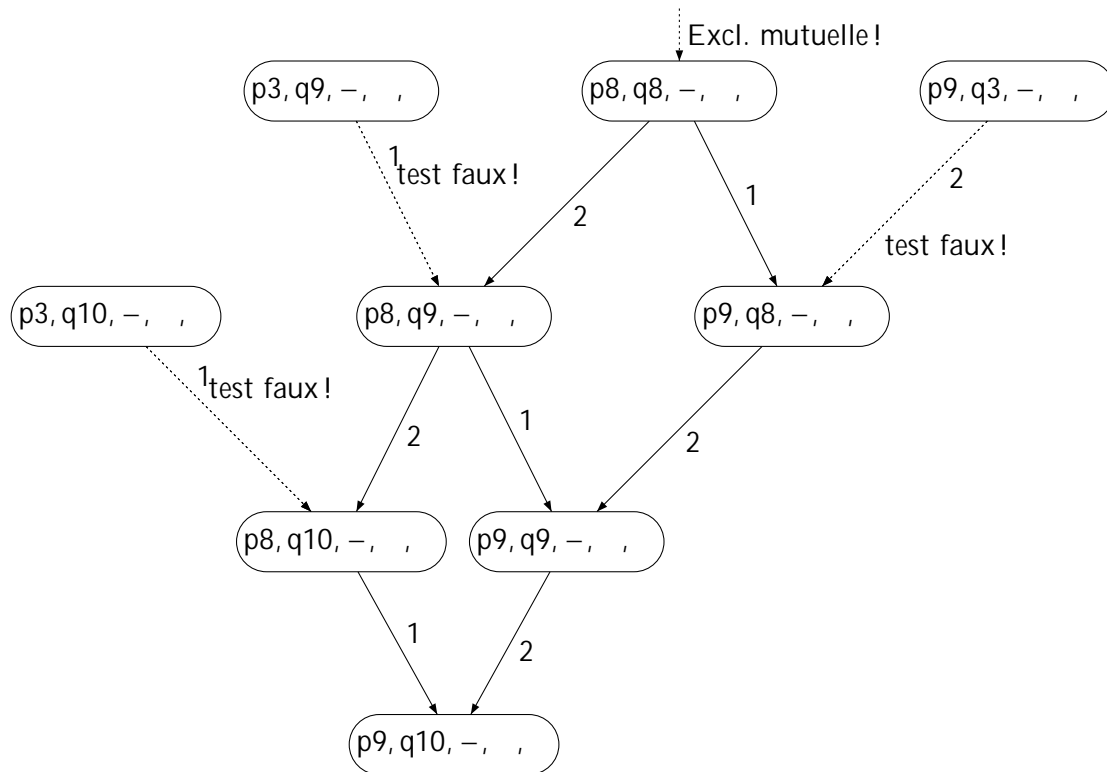 Excl. mutuelle !
p3, q9, –, ,
p8, q8, –, ,
p9, q3, –, ,
1
test faux !
2
1
2
test faux !
p3, q10, –, ,
p8, q9, –, ,
p9, q8, –, ,
1
test faux !
2
1
2
p8, q10, –, ,
p9, q9, –, ,
1
2
p9, q10, –, ,